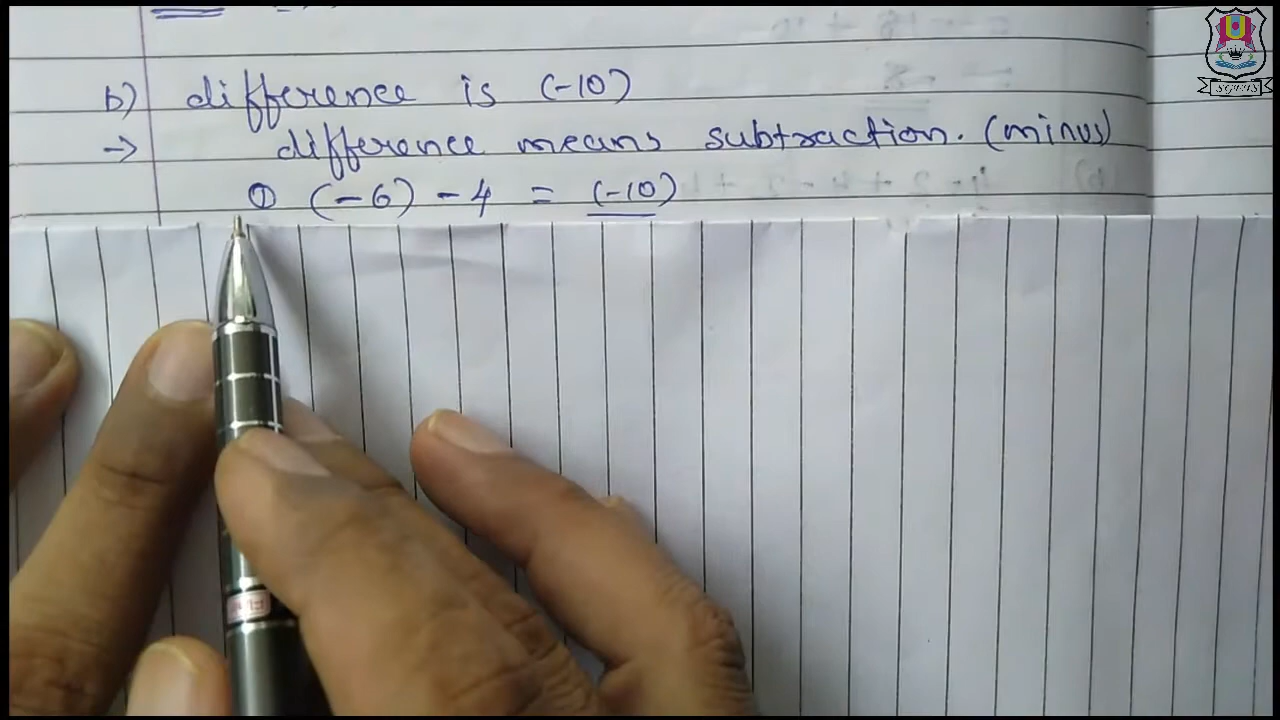 b) difference is (-10)
→ difference means subtraction. (minus)
① (-6) - 4 = (-10)